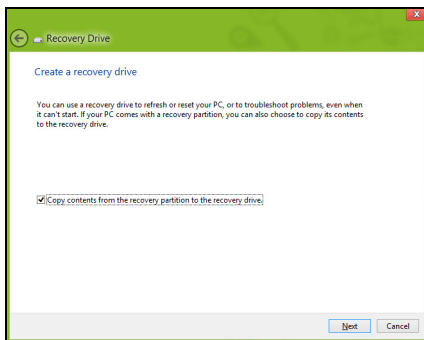 Recovery Drive
Create a recovery drive
You can use a recovery drive to refresh or reset your PC, or to troubleshoot problems, even when
it can't start. If your PC comes with a recovery partition, you can also choose to copy its contents
to the recovery drive.
Copy contents from the recovery partition to the recovery drive.
Next Cancel